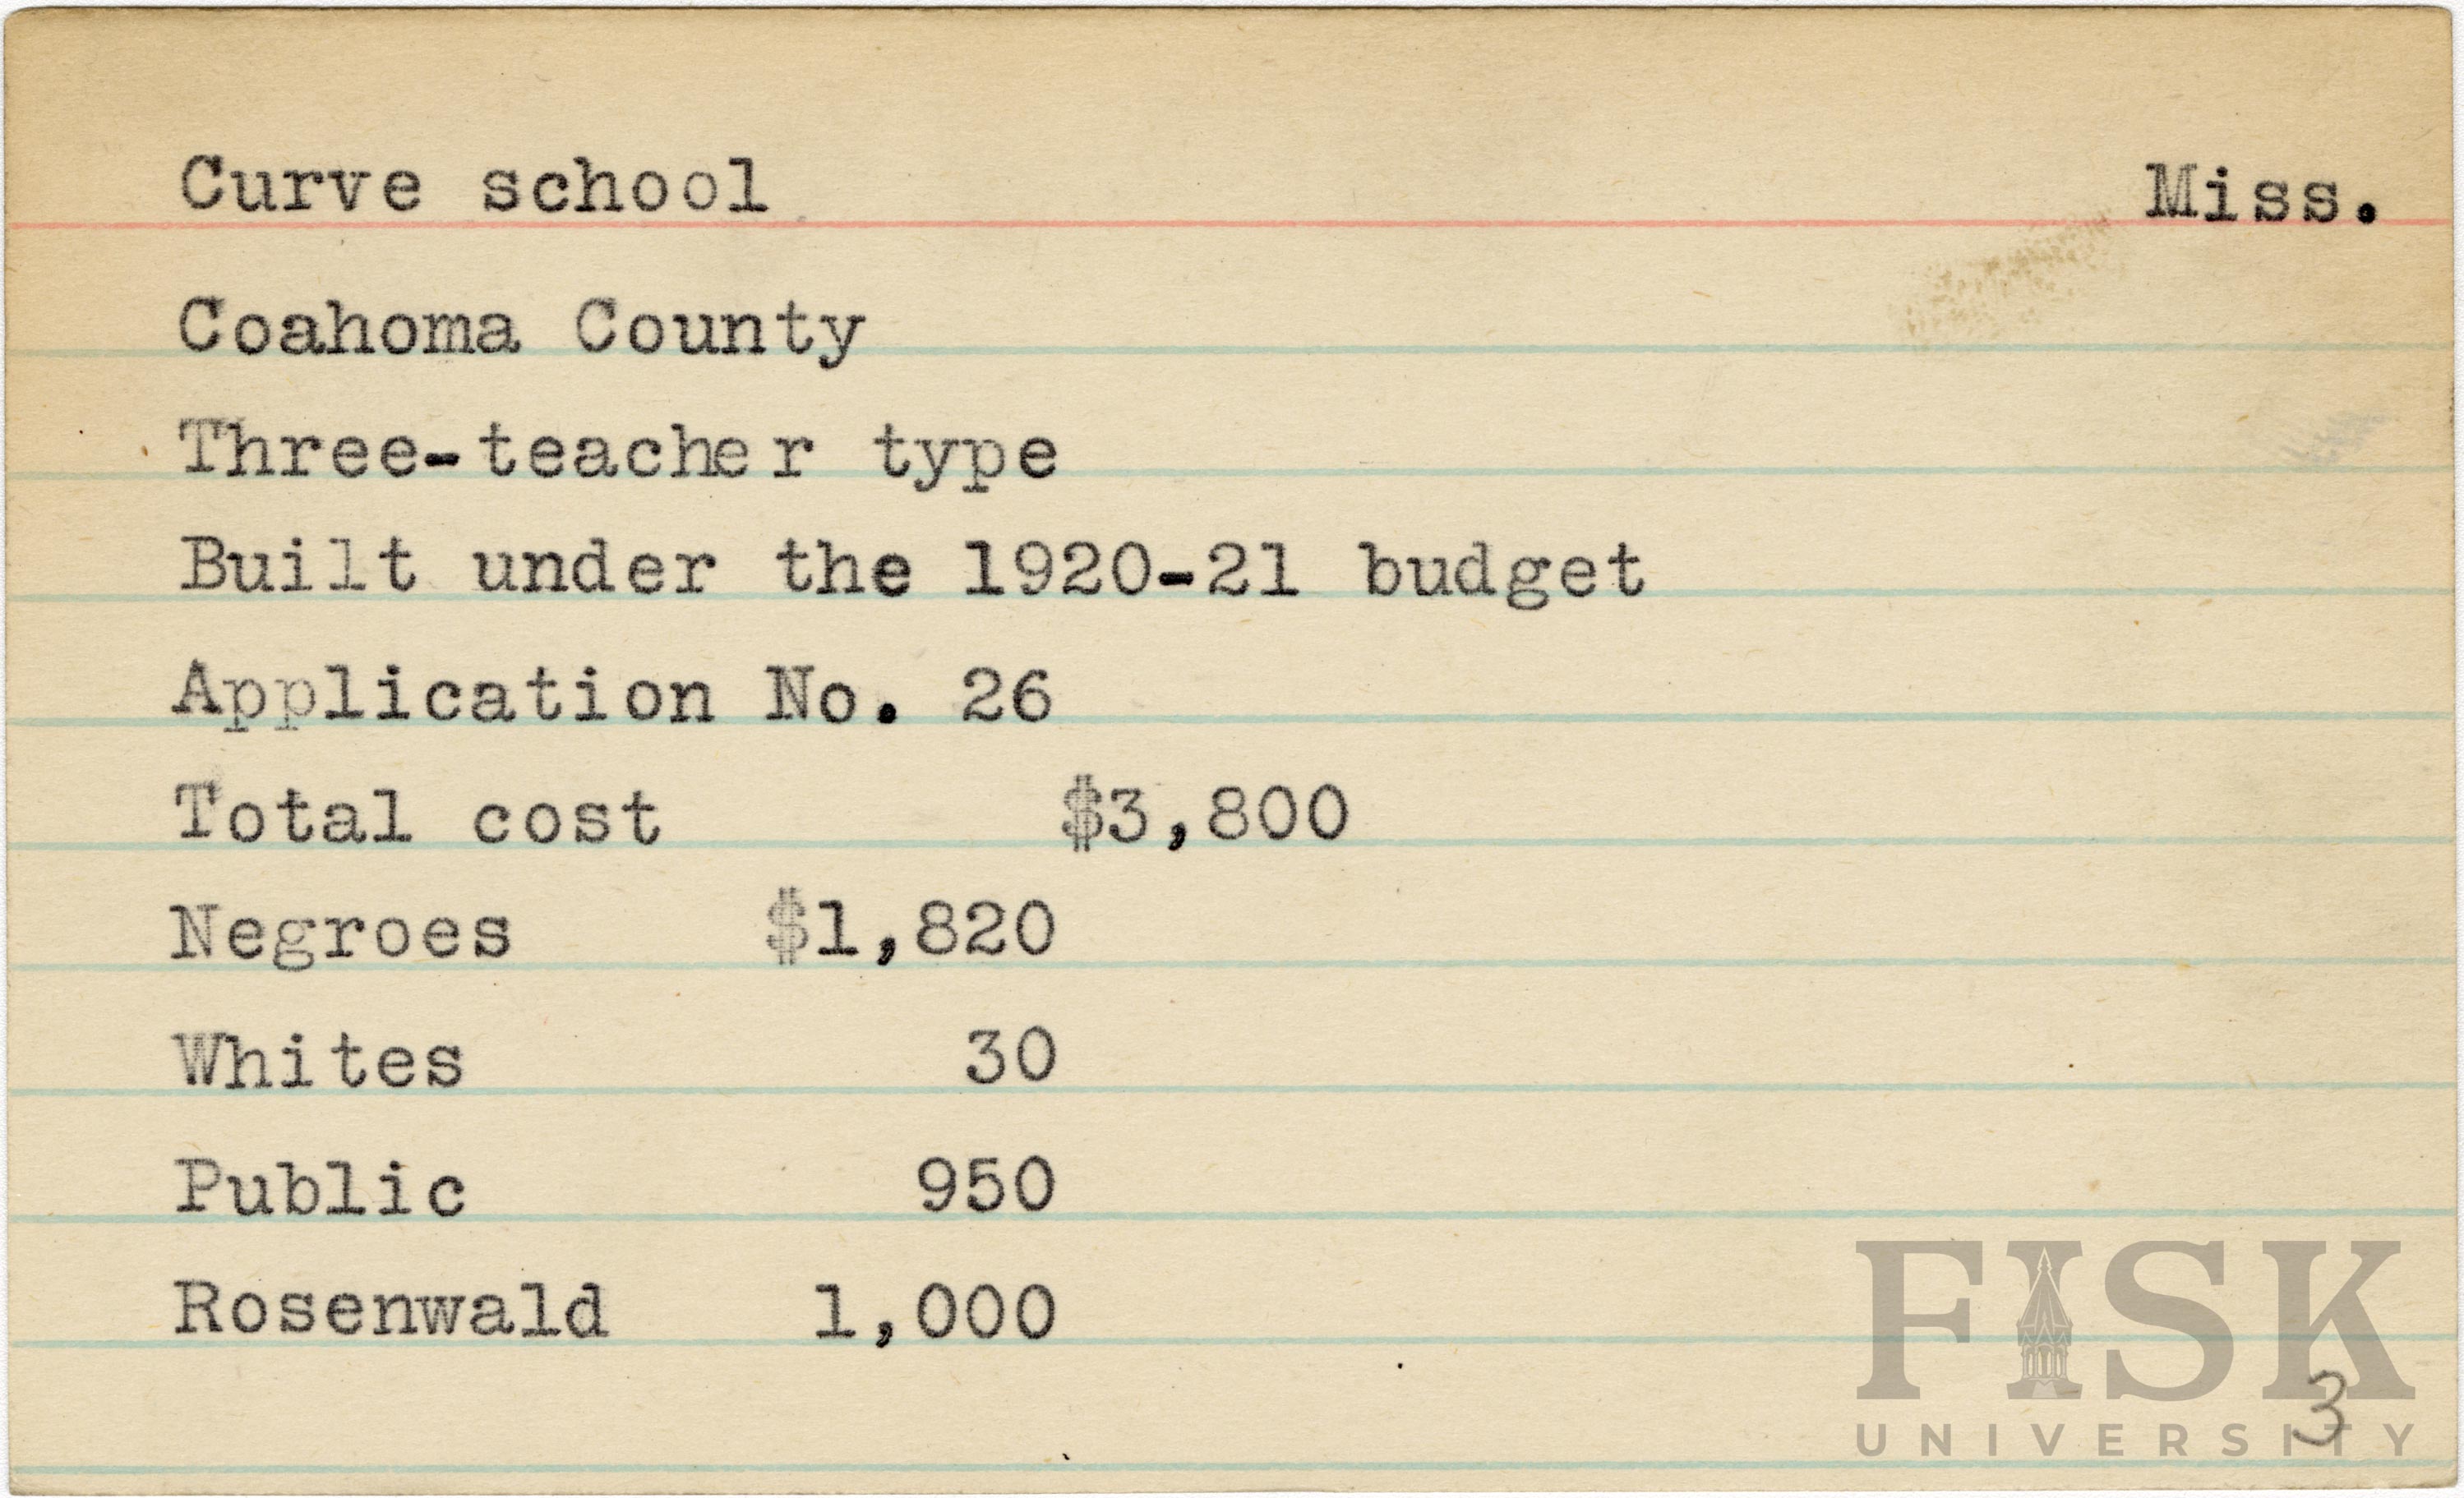 Curve school Miss.
Coahoma County
Three-teacher type
Built under the 1920-21 budget
Application No. 26
Total cost $3,800
Negroes $1,820
Whites 30
Public 950
Rosenwald 1,000
FISK
UNIVERSITY
3